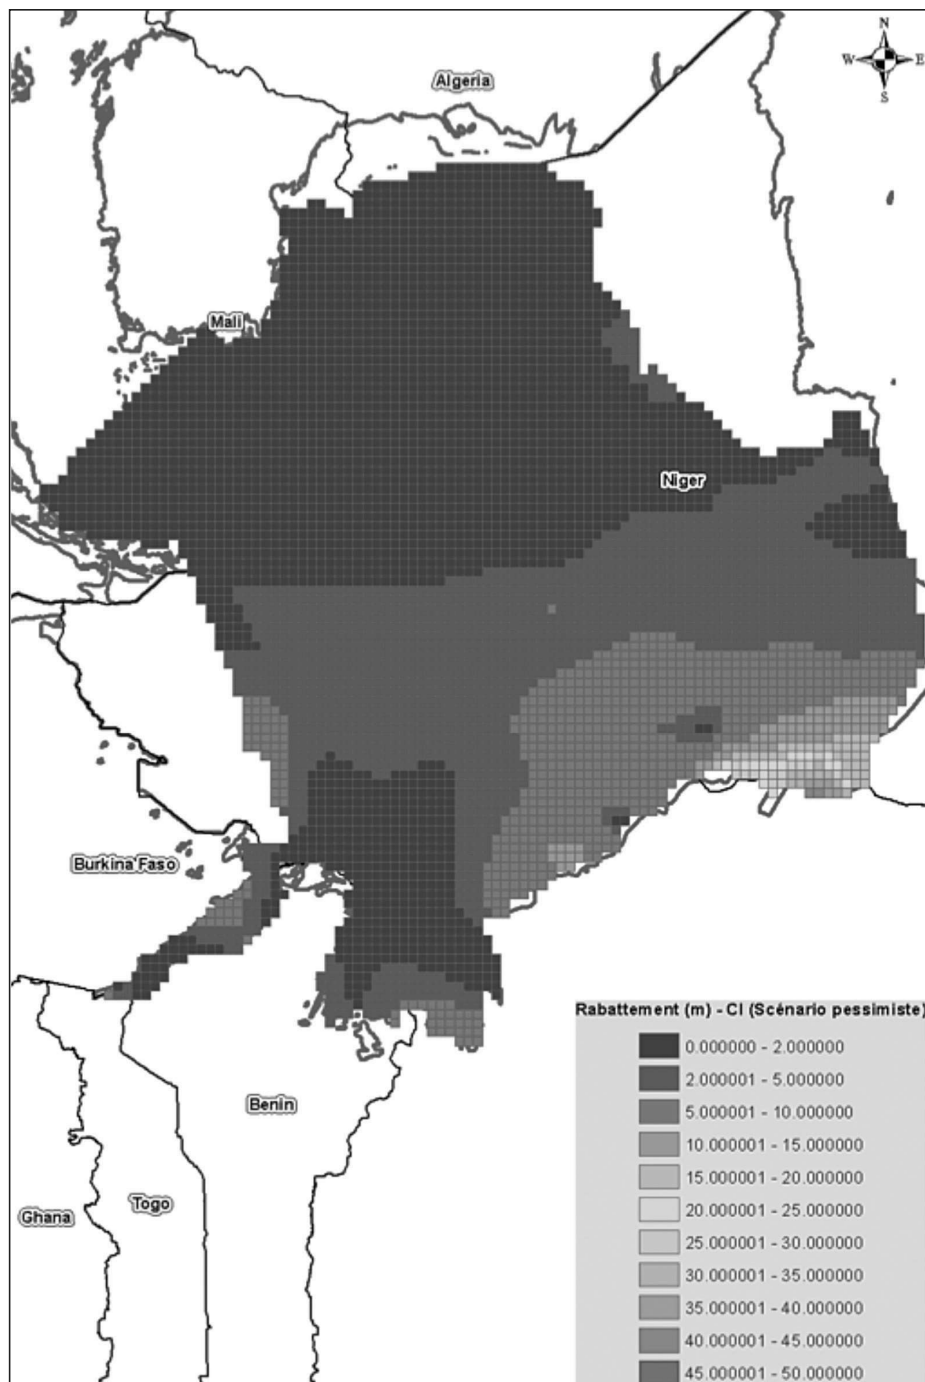 N
W E
S
Algeria
Mali
Niger
Burkina Faso
Benin
Togo
Ghana
Rabattement (m) - CI (Scénario pessimiste)
0.000000 - 2.000000
2.000001 - 5.000000
5.000001 - 10.000000
10.000001 - 15.000000
15.000001 - 20.000000
20.000001 - 25.000000
25.000001 - 30.000000
30.000001 - 35.000000
35.000001 - 40.000000
40.000001 - 45.000000
45.000001 - 50.000000